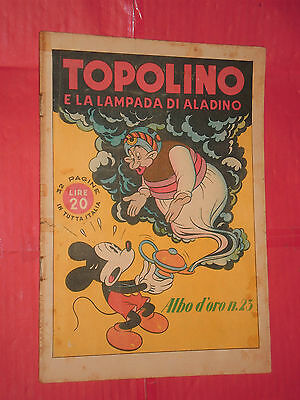 TOPOLINO
E LA LAMPADA DI ALADINO
32 PAGINE
LIRE
20
IN TUTTA ITALIA
Albo d'oro n.23